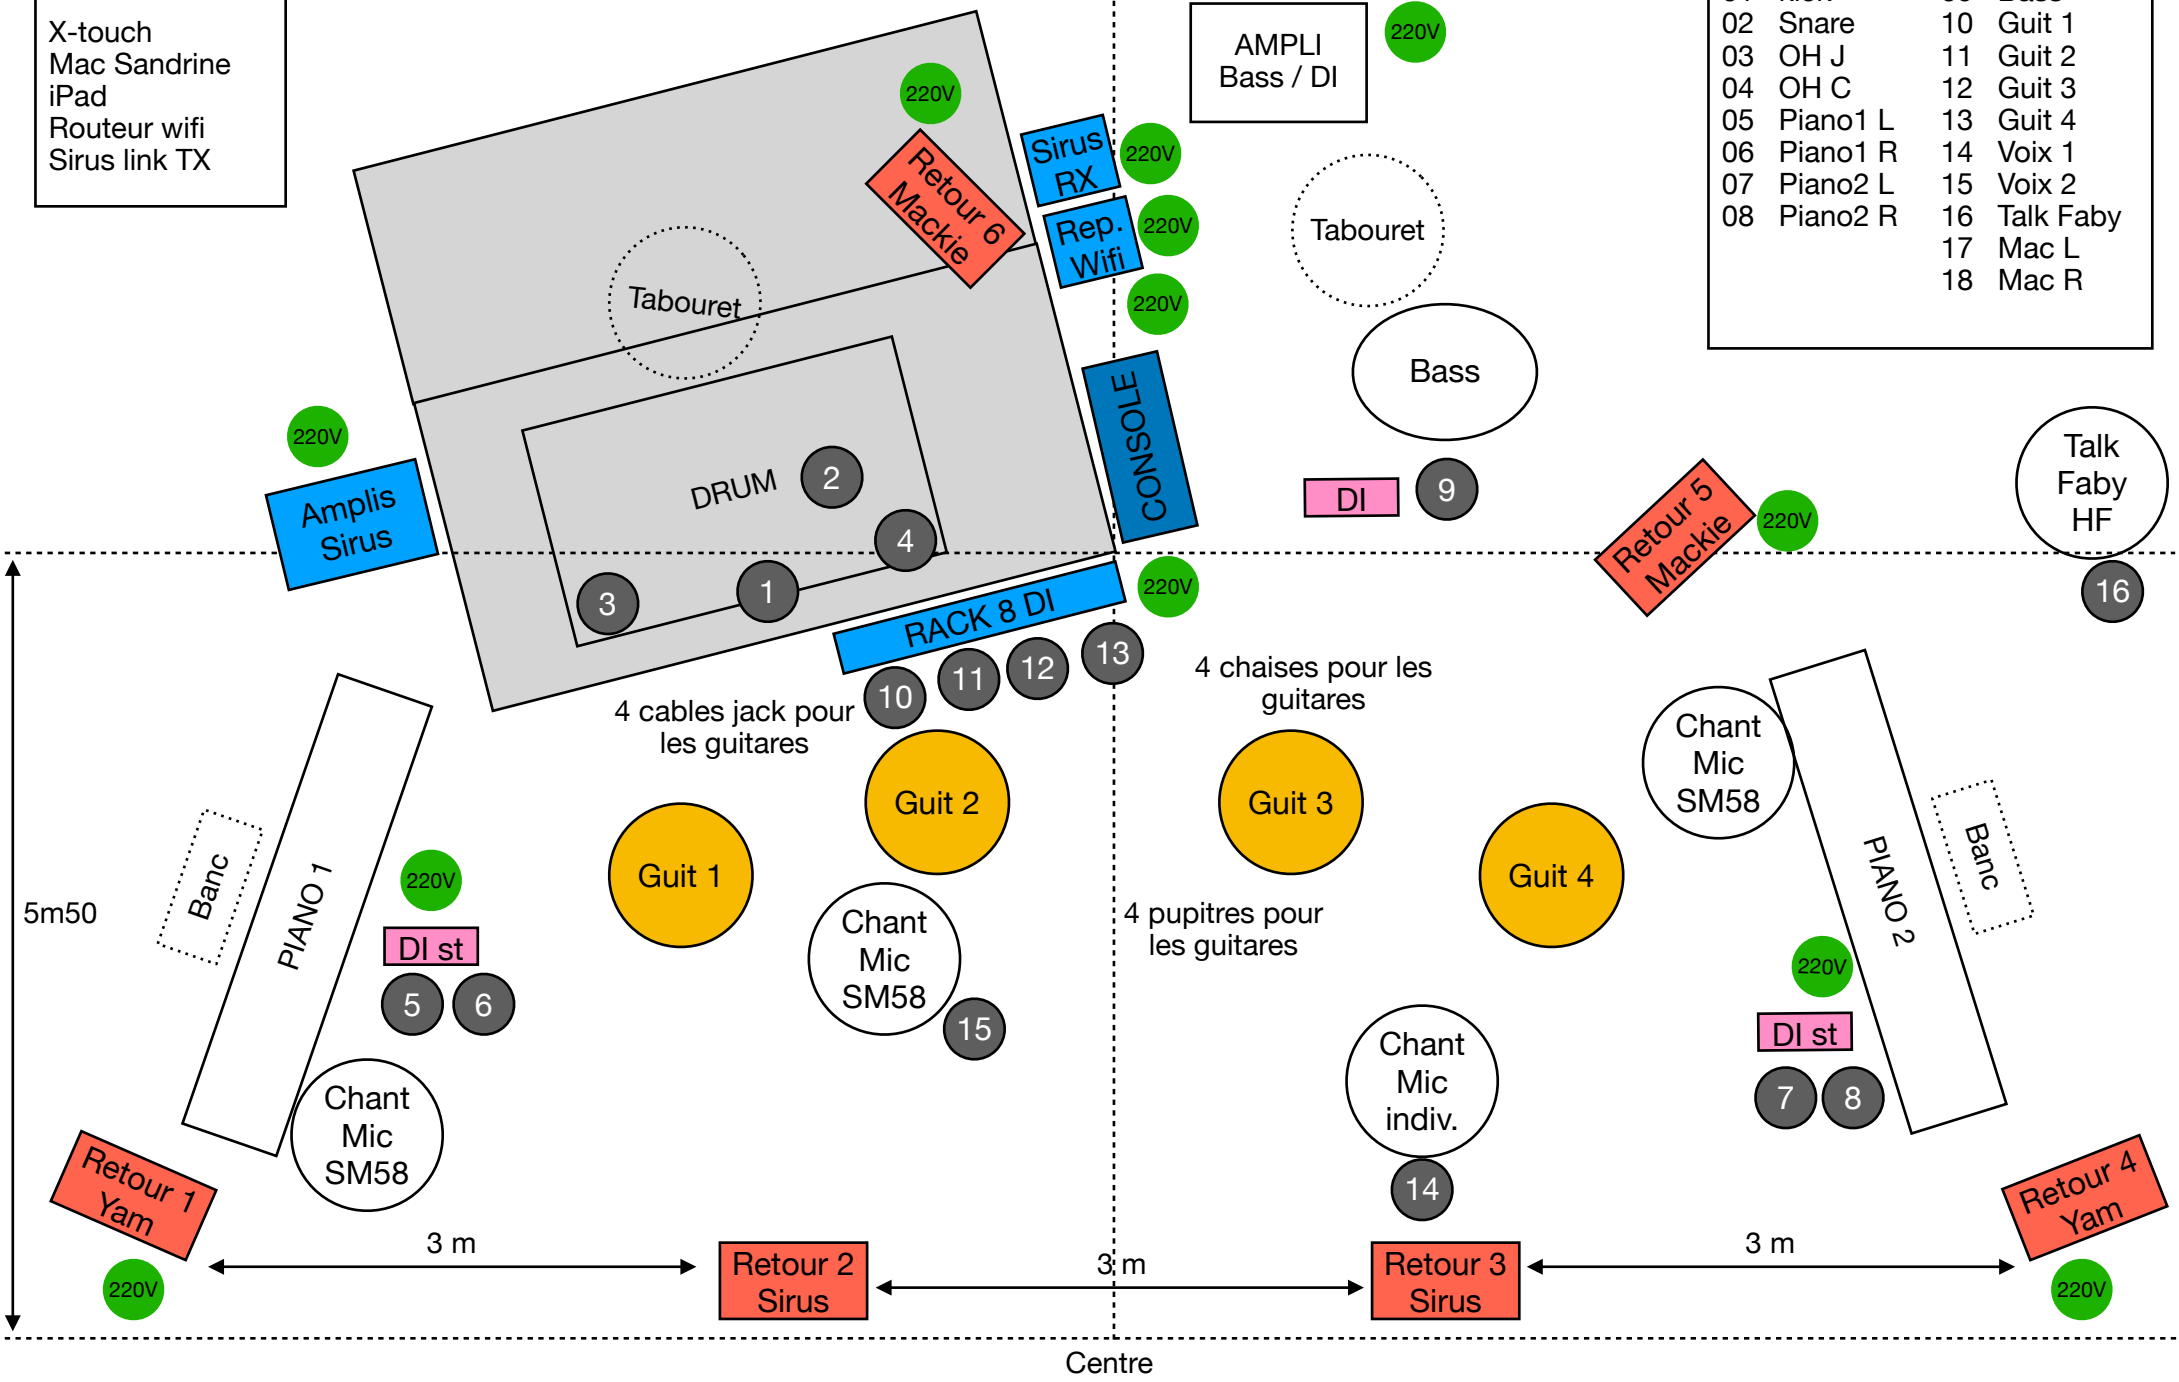 X-touch
Mac Sandrine
iPad
Routeur wifi
Sirus link TX
AMPLI
Bass / DI
220V
02 Snare 10 Guit 1
03 OH J 11 Guit 2
04 OH C 12 Guit 3
05 Piano1 L 13 Guit 4
06 Piano1 R 14 Voix 1
07 Piano2 L 15 Voix 2
08 Piano2 R 16 Talk Faby
17 Mac L
18 Mac R
220V
Retour 6
Mackie
Sirus
RX
220V
Rep.
Wifi
220V
220V
Tabouret
Tabouret
Bass
CONSOLE
220V
Amplis
Sirus
DRUM
2
4
1
3
DI
9
Retour 5
Mackie
220V
Talk
Faby
HF
16
RACK 8 DI
220V
10
11
12
13
4 cables jack pour
les guitares
4 chaises pour les
guitares
Guit 1
Guit 2
Guit 3
Guit 4
Chant
Mic
SM58
PIANO 2
Banc
5m50
Banc
PIANO 1
220V
DI st
5
6
Chant
Mic
SM58
15
4 pupitres pour
les guitares
220V
DI st
7
8
Chant
Mic
indiv.
14
Chant
Mic
SM58
Retour 1
Yam
220V
3 m
Retour 2
Sirus
3 m
Retour 3
Sirus
3 m
Retour 4
Yam
220V
Centre